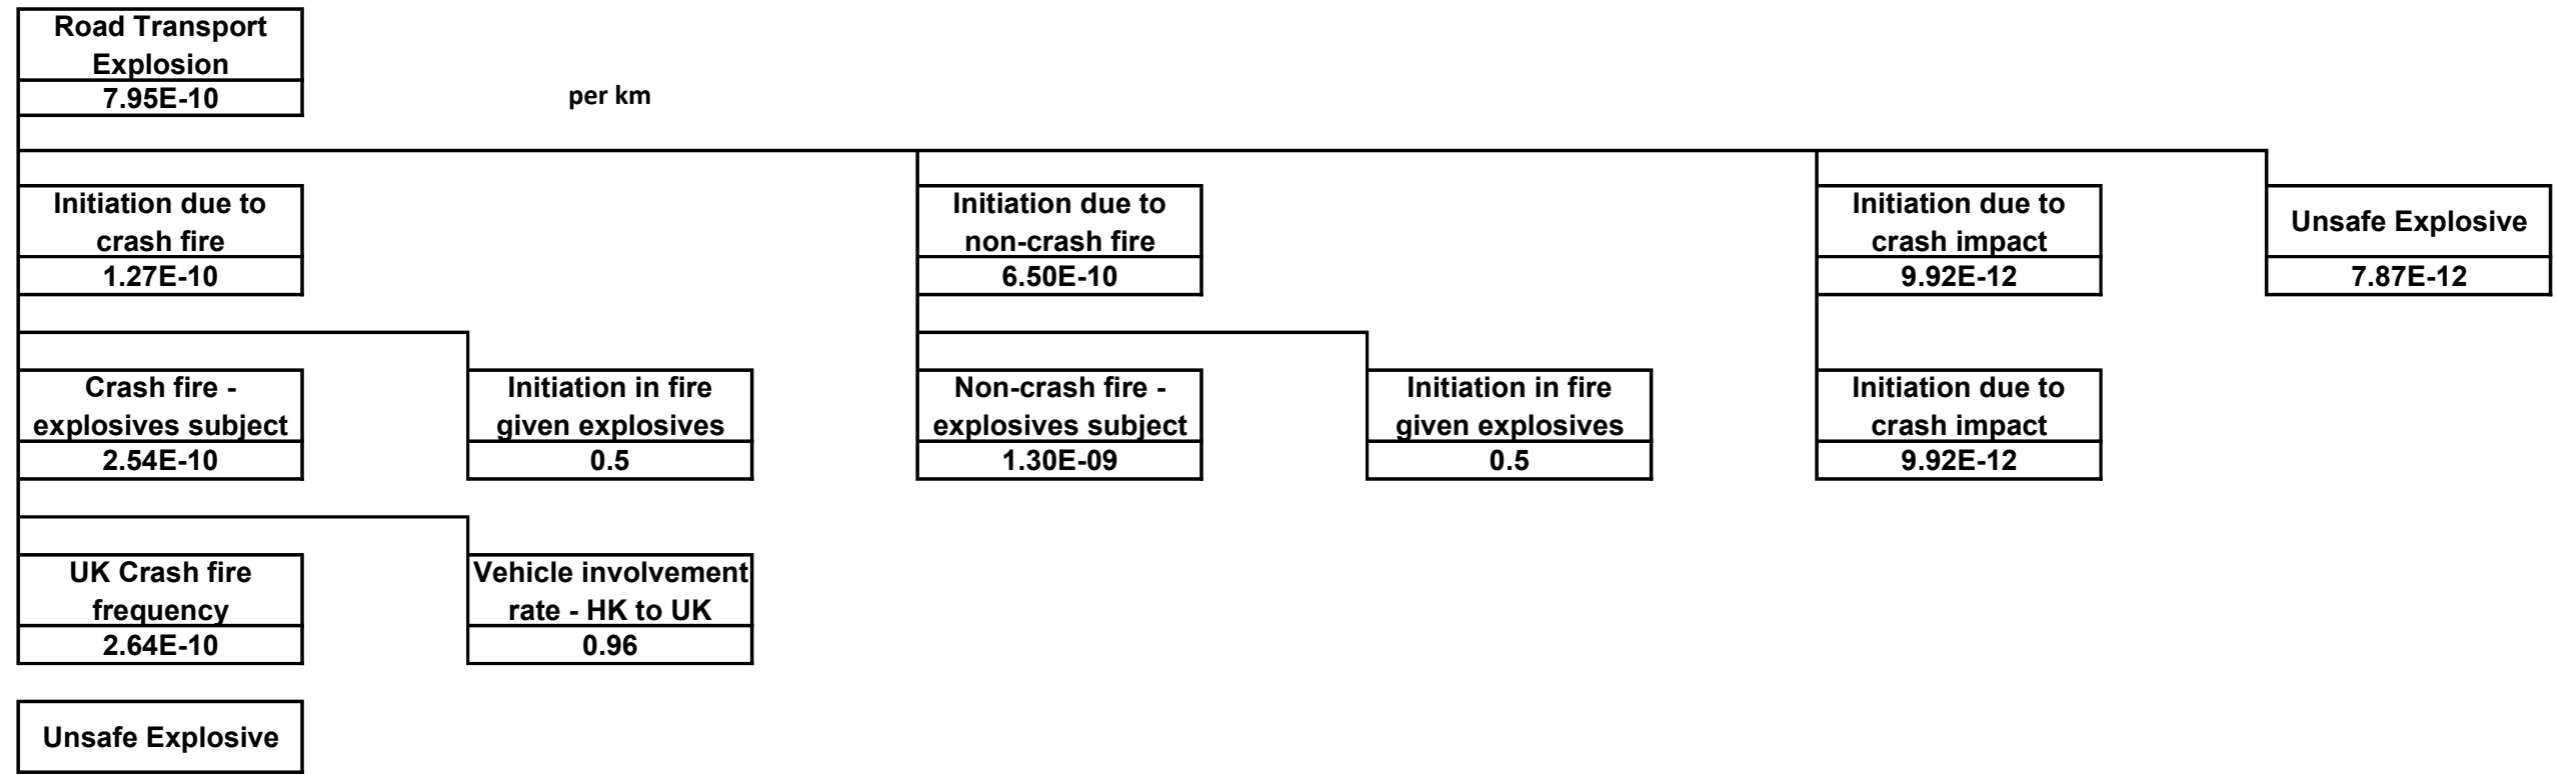 Road Transport
Explosion
7.95E-10
per km
Initiation due to
crash fire
1.27E-10
Initiation due to
non-crash fire
6.50E-10
Initiation due to
crash impact
9.92E-12
Unsafe Explosive
7.87E-12
Crash fire -
explosives subject
2.54E-10
Initiation in fire
given explosives
0.5
Non-crash fire -
explosives subject
1.30E-09
Initiation in fire
given explosives
0.5
Initiation due to
crash impact
9.92E-12
UK Crash fire
frequency
2.64E-10
Vehicle involvement
rate - HK to UK
0.96
Unsafe Explosive